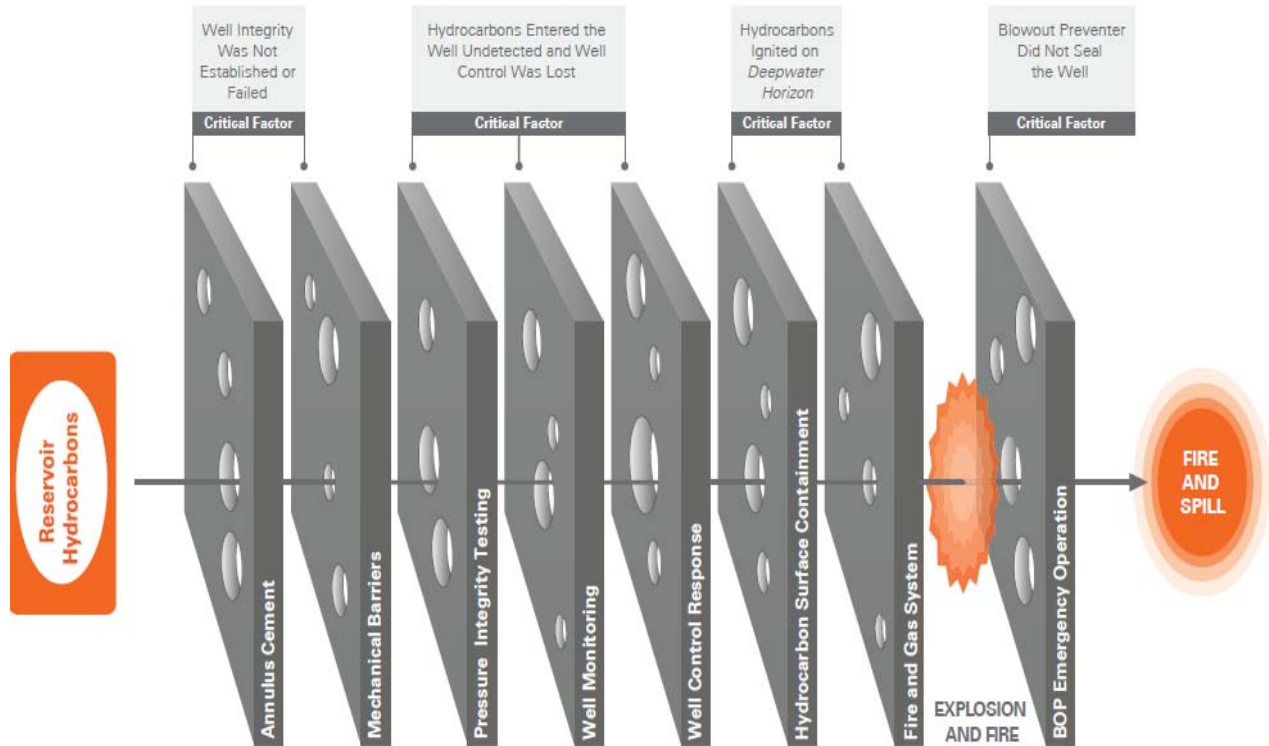 Well Integrity
Was Not
Established or
Failed
Critical Factor
Hydrocarbons Entered the
Well Undetected and Well
Control Was Lost
Critical Factor
Hydrocarbons
Ignited on
Deepwater
Horizon
Critical Factor
Blowout Preventer
Did Not Seal
the Well
Critical Factor
Reservoir
Hydrocarbons
Annulus Cement
Mechanical Barriers
Pressure Integrity Testing
Well Monitoring
Well Control Response
Hydrocarbon Surface Containment
Fire and Gas System
EXPLOSION
AND FIRE
BOP Emergency Operation
FIRE
AND
SPILL